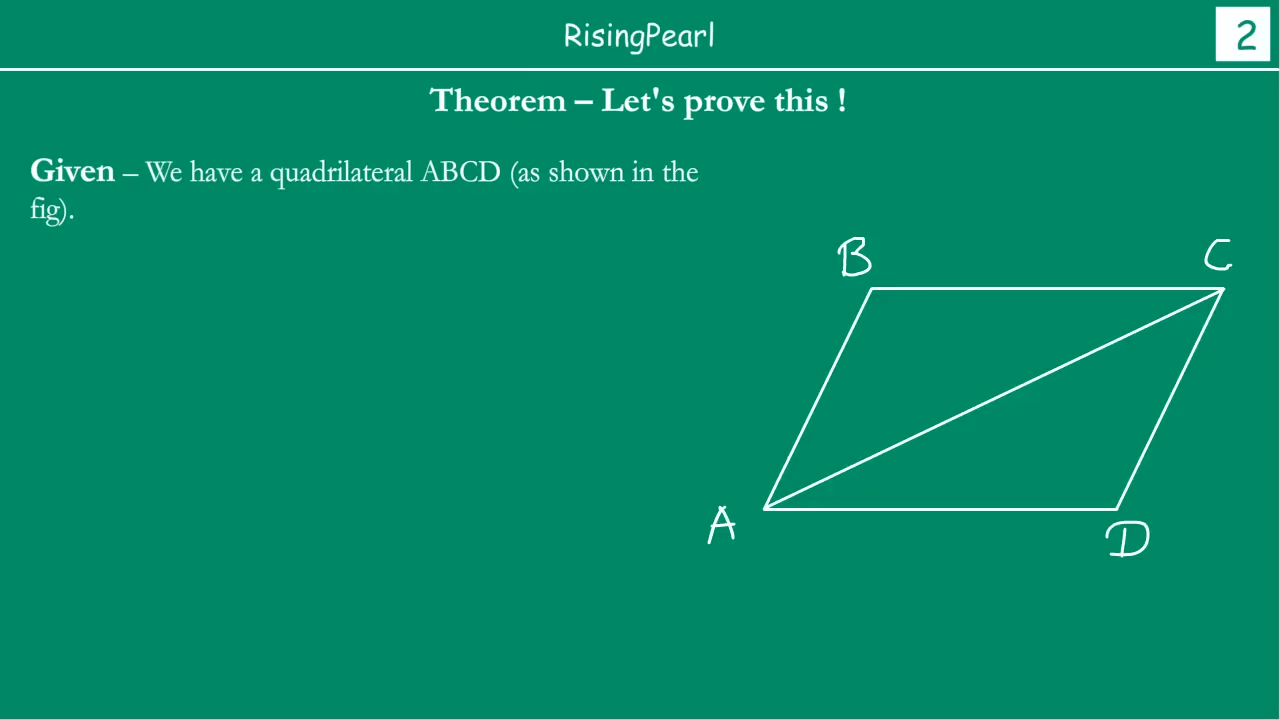 RisingPearl
2
Theorem – Let's prove this !
Given – We have a quadrilateral ABCD (as shown in the
fig).
B
C
A
D